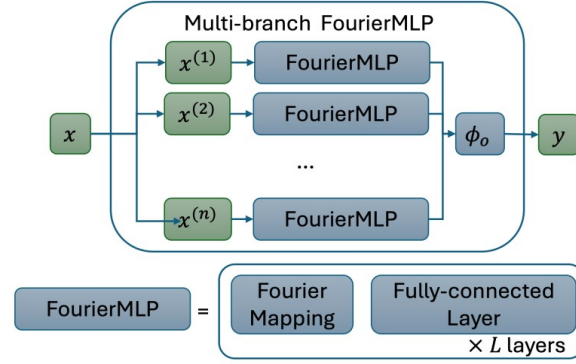 Multi-branch FourierMLP
x^{(1)} FourierMLP
x^{(2)} FourierMLP
x ϕ_o y
...
x^{(n)} FourierMLP
FourierMLP = Fourier Mapping Fully-connected Layer
× L layers